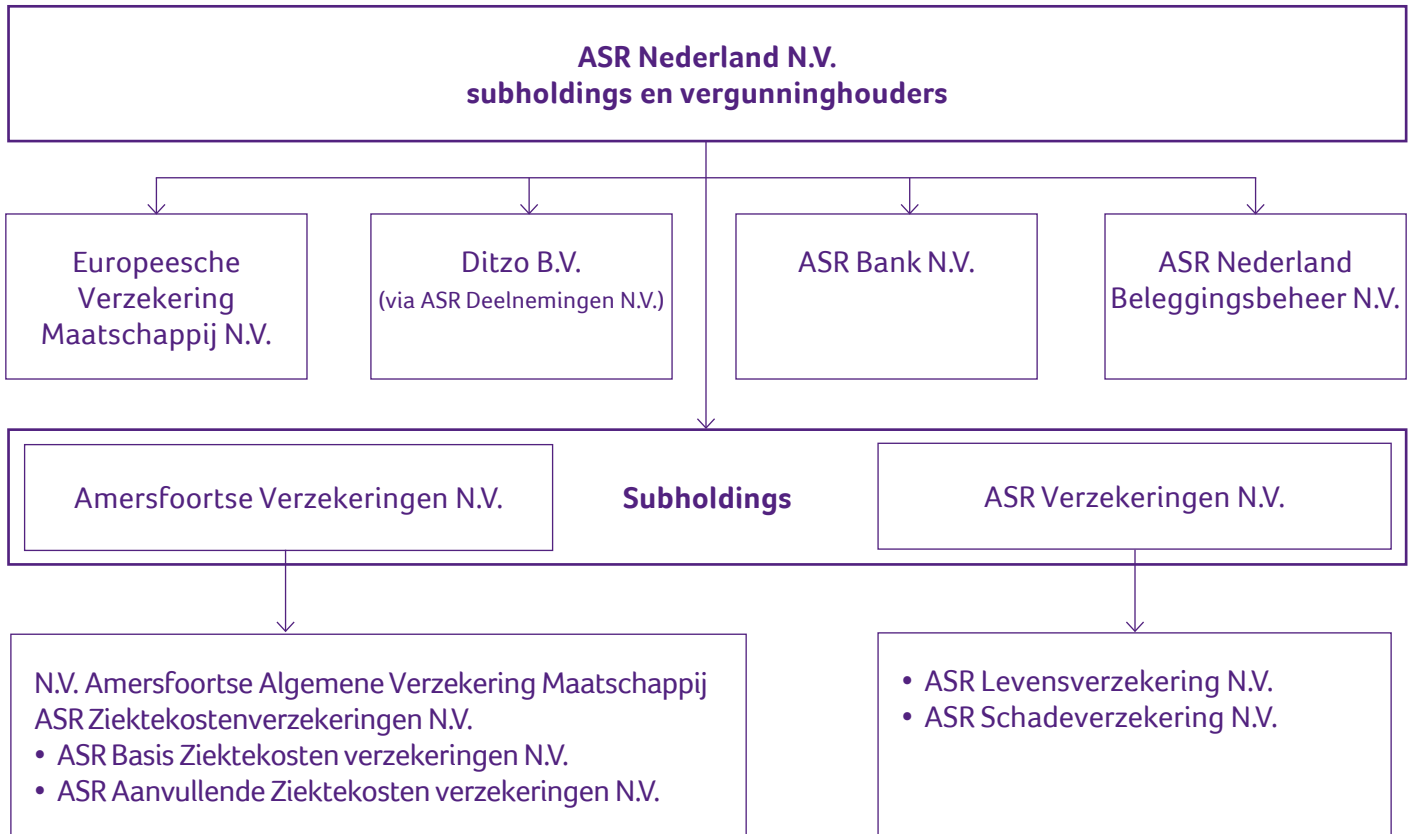 ASR Nederland N.V.
subholdings en vergunninghouders
Europeesche
Verzekering
Maatschappij N.V.
Ditzo B.V.
(via ASR Deelnemingen N.V.)
ASR Bank N.V.
ASR Nederland
Beleggingsbeheer N.V.
Amersfoortse Verzekeringen N.V.
Subholdings
ASR Verzekeringen N.V.
N.V. Amersfoortse Algemene Verzekering Maatschappij
ASR Ziektekostenverzekeringen N.V.
• ASR Basis Ziektekosten verzekeringen N.V.
• ASR Aanvullende Ziektekosten verzekeringen N.V.
• ASR Levensverzekering N.V.
• ASR Schadeverzekering N.V.